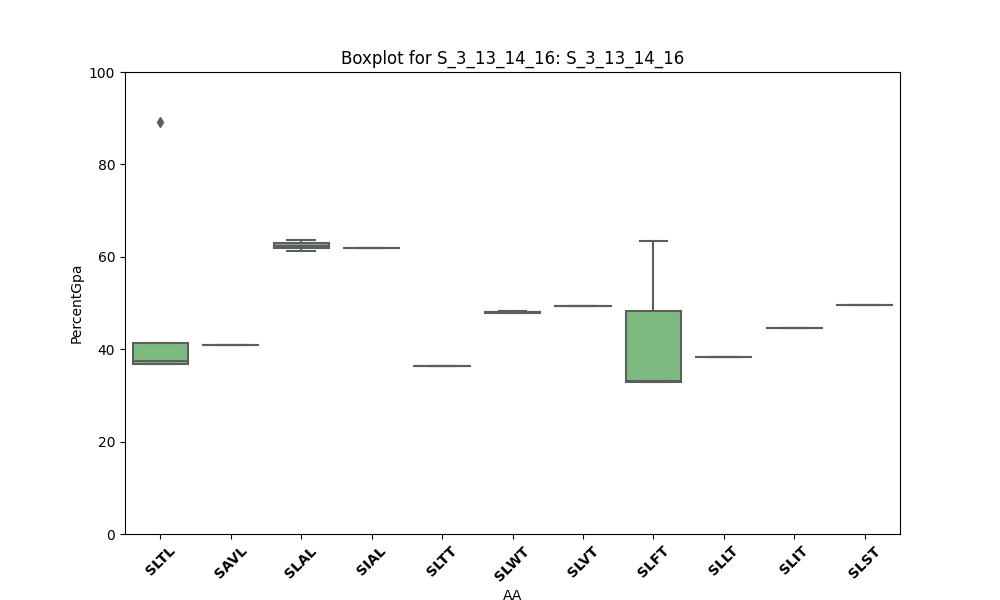 Boxplot for S_3_13_14_16: S_3_13_14_16
100
80
60
40
20
0
PercentGpa
SLTL SAVL SLAL SIAL SLTT SLWT SLVT SLFT SLLT SLIT SLST
AA